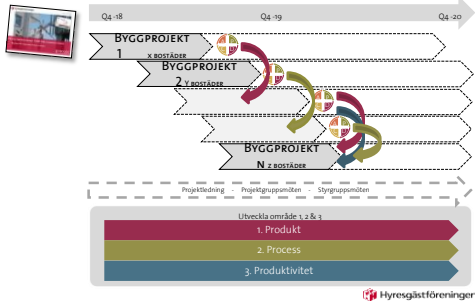 Q4 -18 Q4 -19 Q4 -20
Byggprojekt
1 x bostäder
Byggprojekt
2 y bostäder
Byggprojekt
N z bostäder
Projektledning - Projektgruppsmöten - Styrgruppsmöten
Utveckla område 1, 2 & 3
1. Produkt
2. Process
3. Produktivitet
Hyresgästföreningen